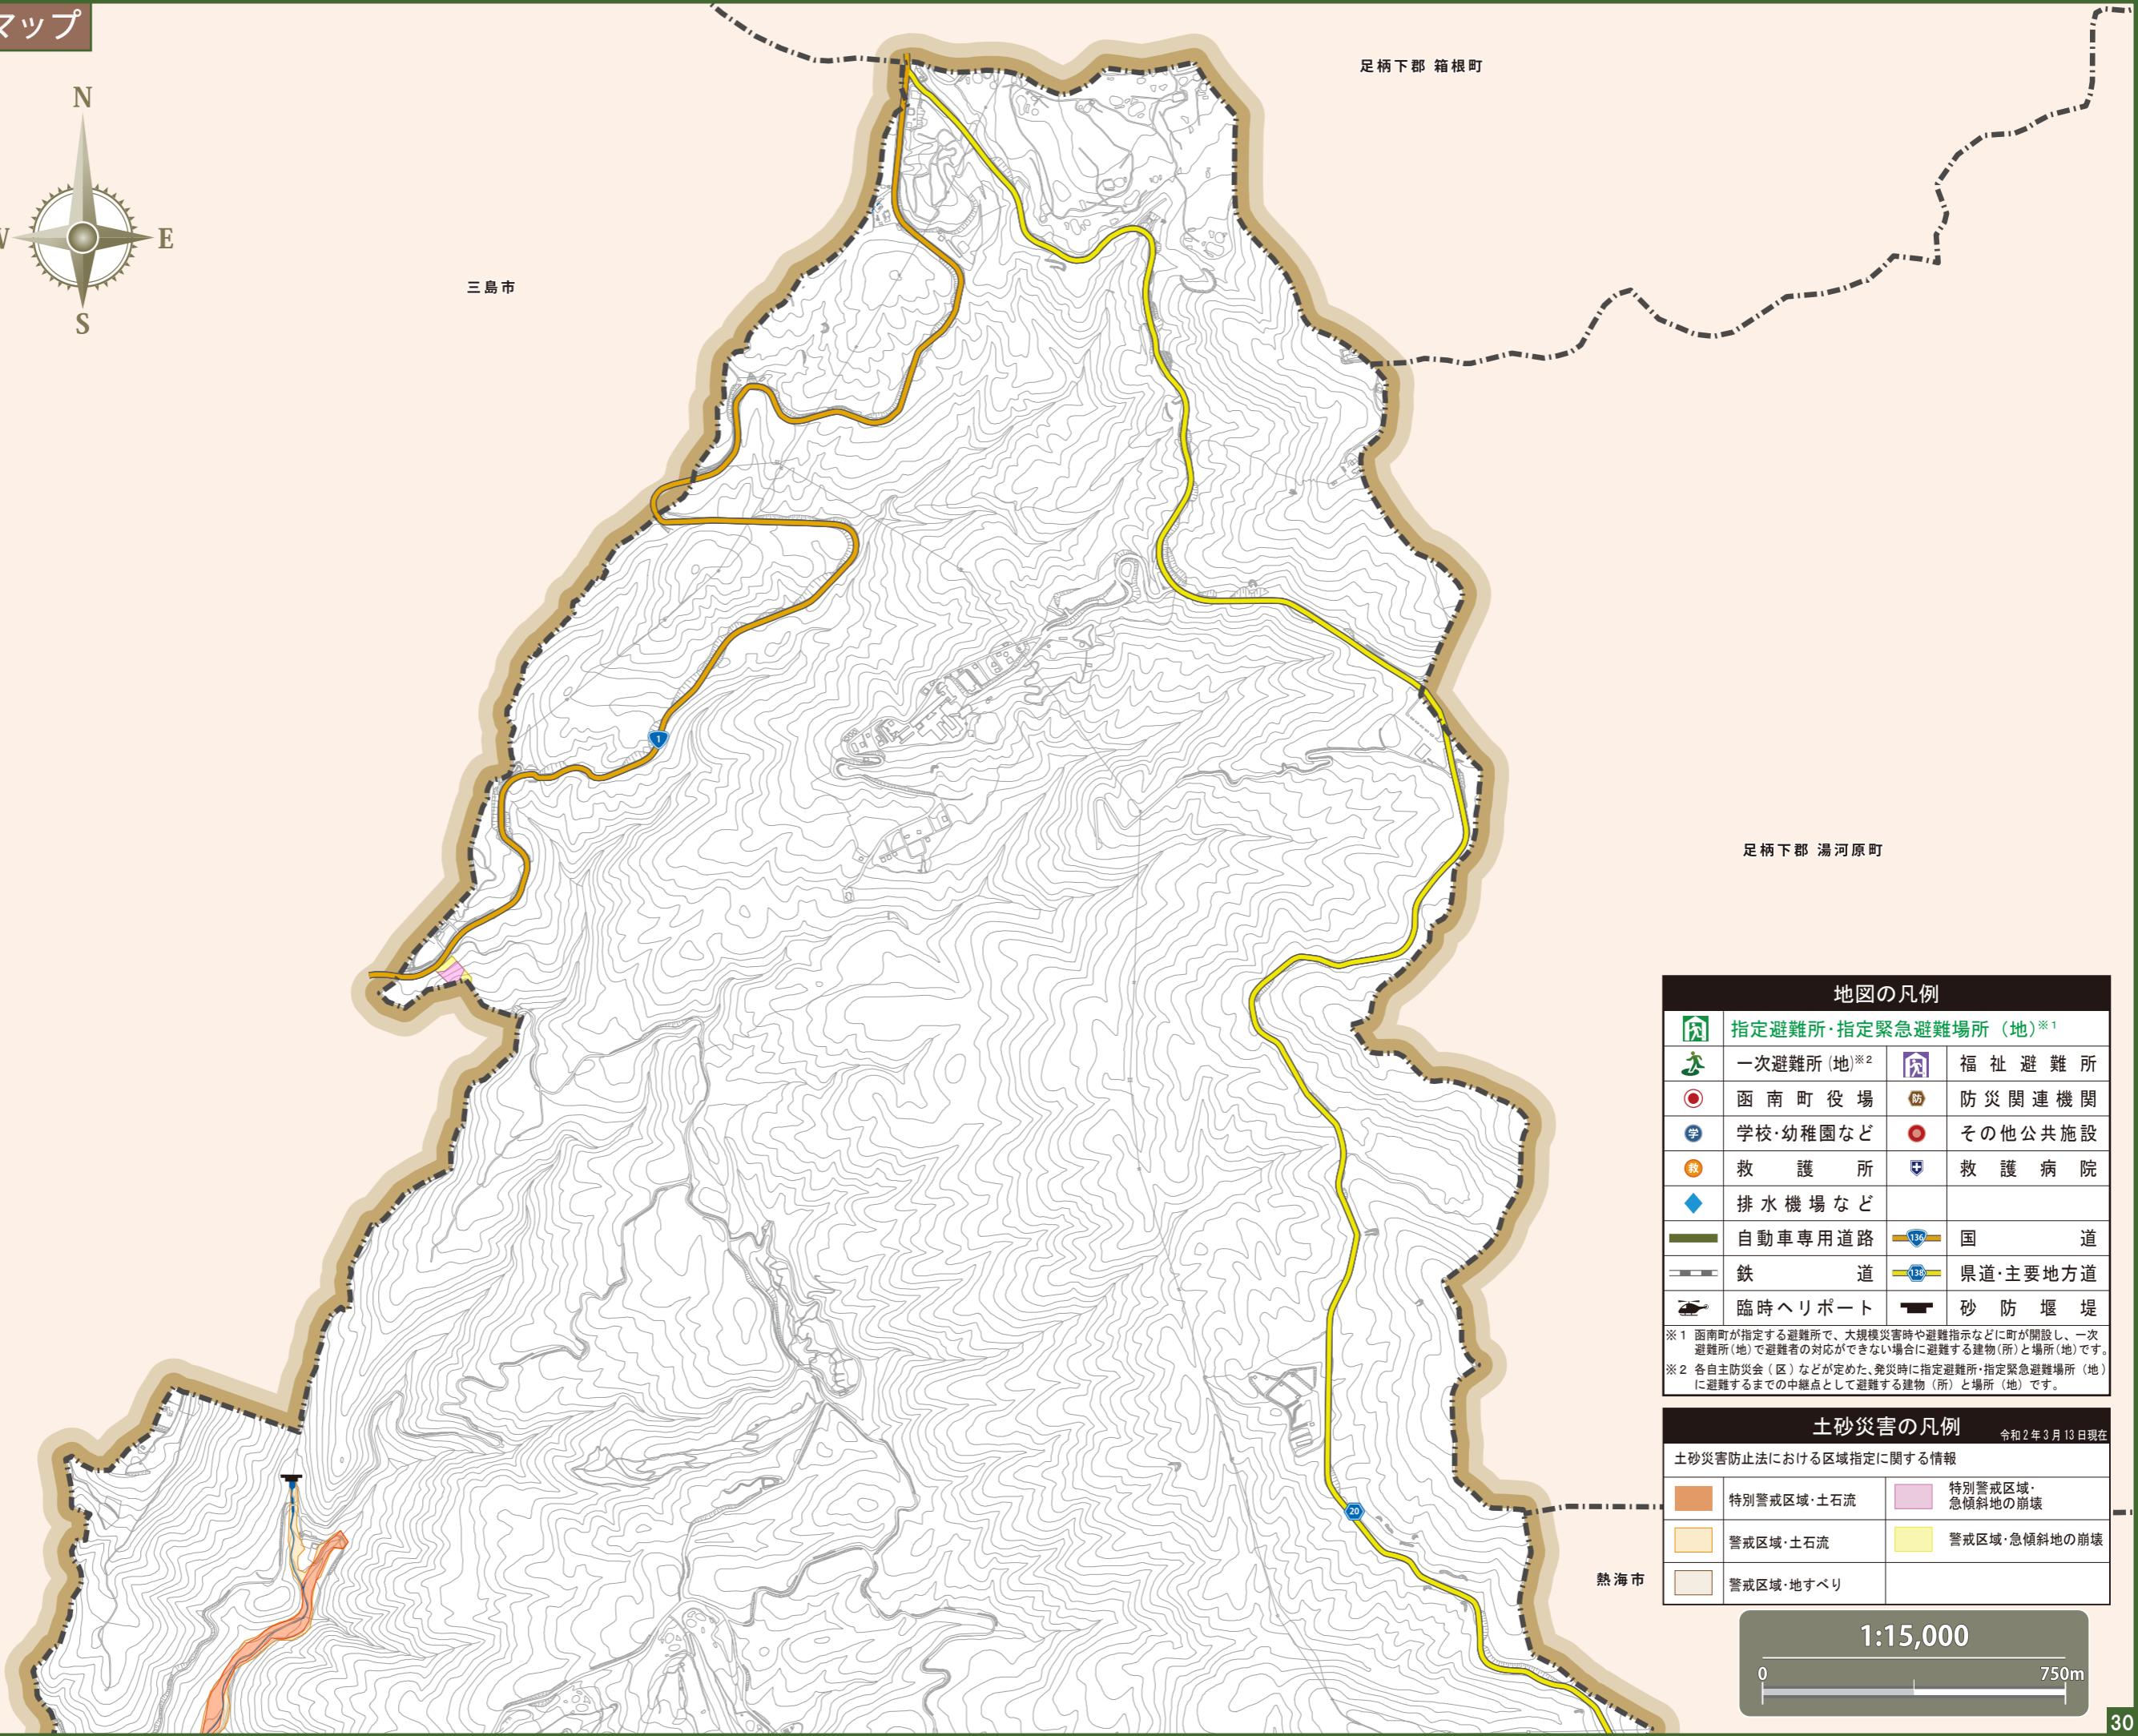 マップ
N
E
S
足柄下郡 箱根町
三島市
1
足柄下郡 湯河原町
20
熱海市
地図の凡例
指定避難所・指定緊急避難場所（地）※1
一次避難所（地）※2 福祉避難所
函南町役場 防 防災関連機関
学 学校・幼稚園など その他公共施設
救 救護所 救護病院
排水機場など
自動車専用道路 136 国道
鉄道 138 県道・主要地方道
臨時ヘリポート 砂防堰堤
※1 函南町が指定する避難所で、大規模災害時や避難指示などに町が開設し、一次
避難所（地）で避難者の対応ができない場合に避難する建物（所）と場所（地）です。
※2 各自主防災会（区）などが定めた、発災時に指定避難所・指定緊急避難場所（地）
に避難するまでの中継点として避難する建物（所）と場所（地）です。
土砂災害の凡例 令和2年3月13日現在
土砂災害防止法における区域指定に関する情報
特別警戒区域・土石流 特別警戒区域・
急傾斜地の崩壊
警戒区域・土石流 警戒区域・急傾斜地の崩壊
警戒区域・地すべり
1:15,000
0 750m
30